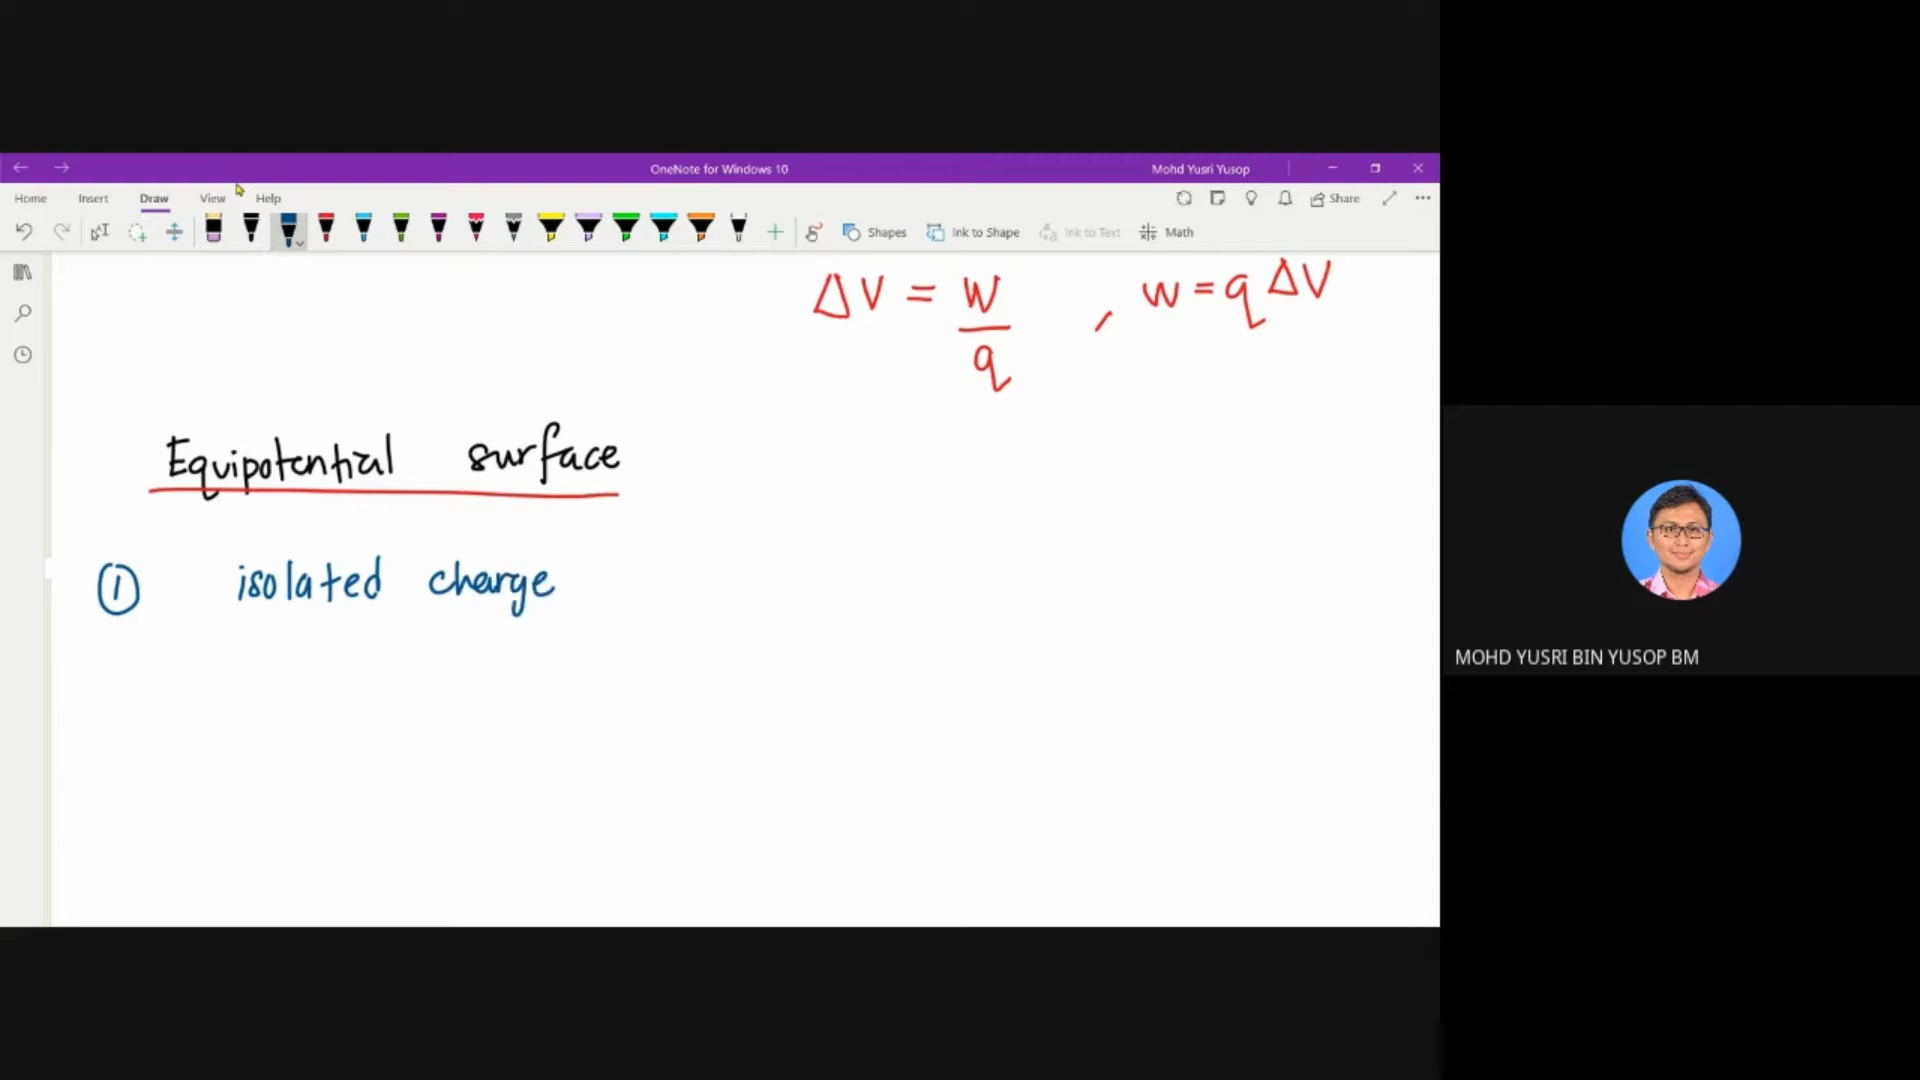 OneNote for Windows 10
Mohd Yusri Yusop
Home Insert Draw View Help
Share
Shapes Ink to Shape Ink to Text Math
ΔV = W/q , w = qΔV
Equipotential surface
① isolated charge
MOHD YUSRI BIN YUSOP BM